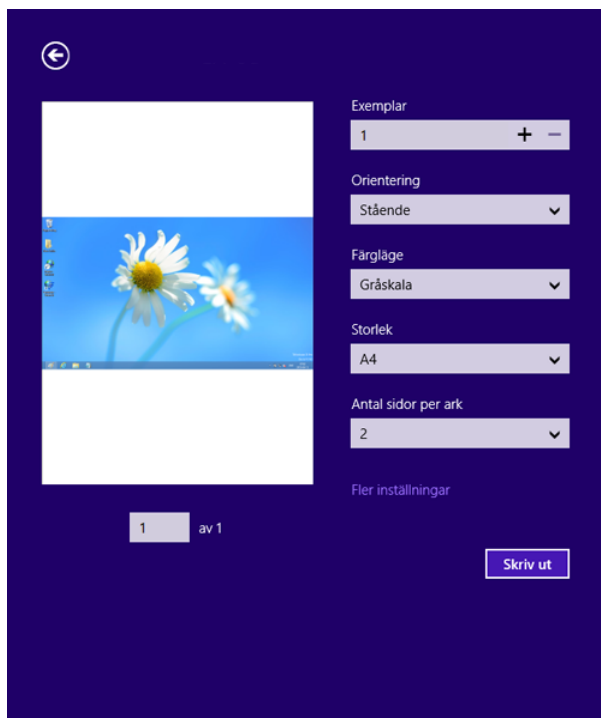 Exemplar
1
Orientering
Stående
Färgläge
Gråskala
Storlek
A4
Antal sidor per ark
2
Fler inställningar
1 av 1
Skriv ut